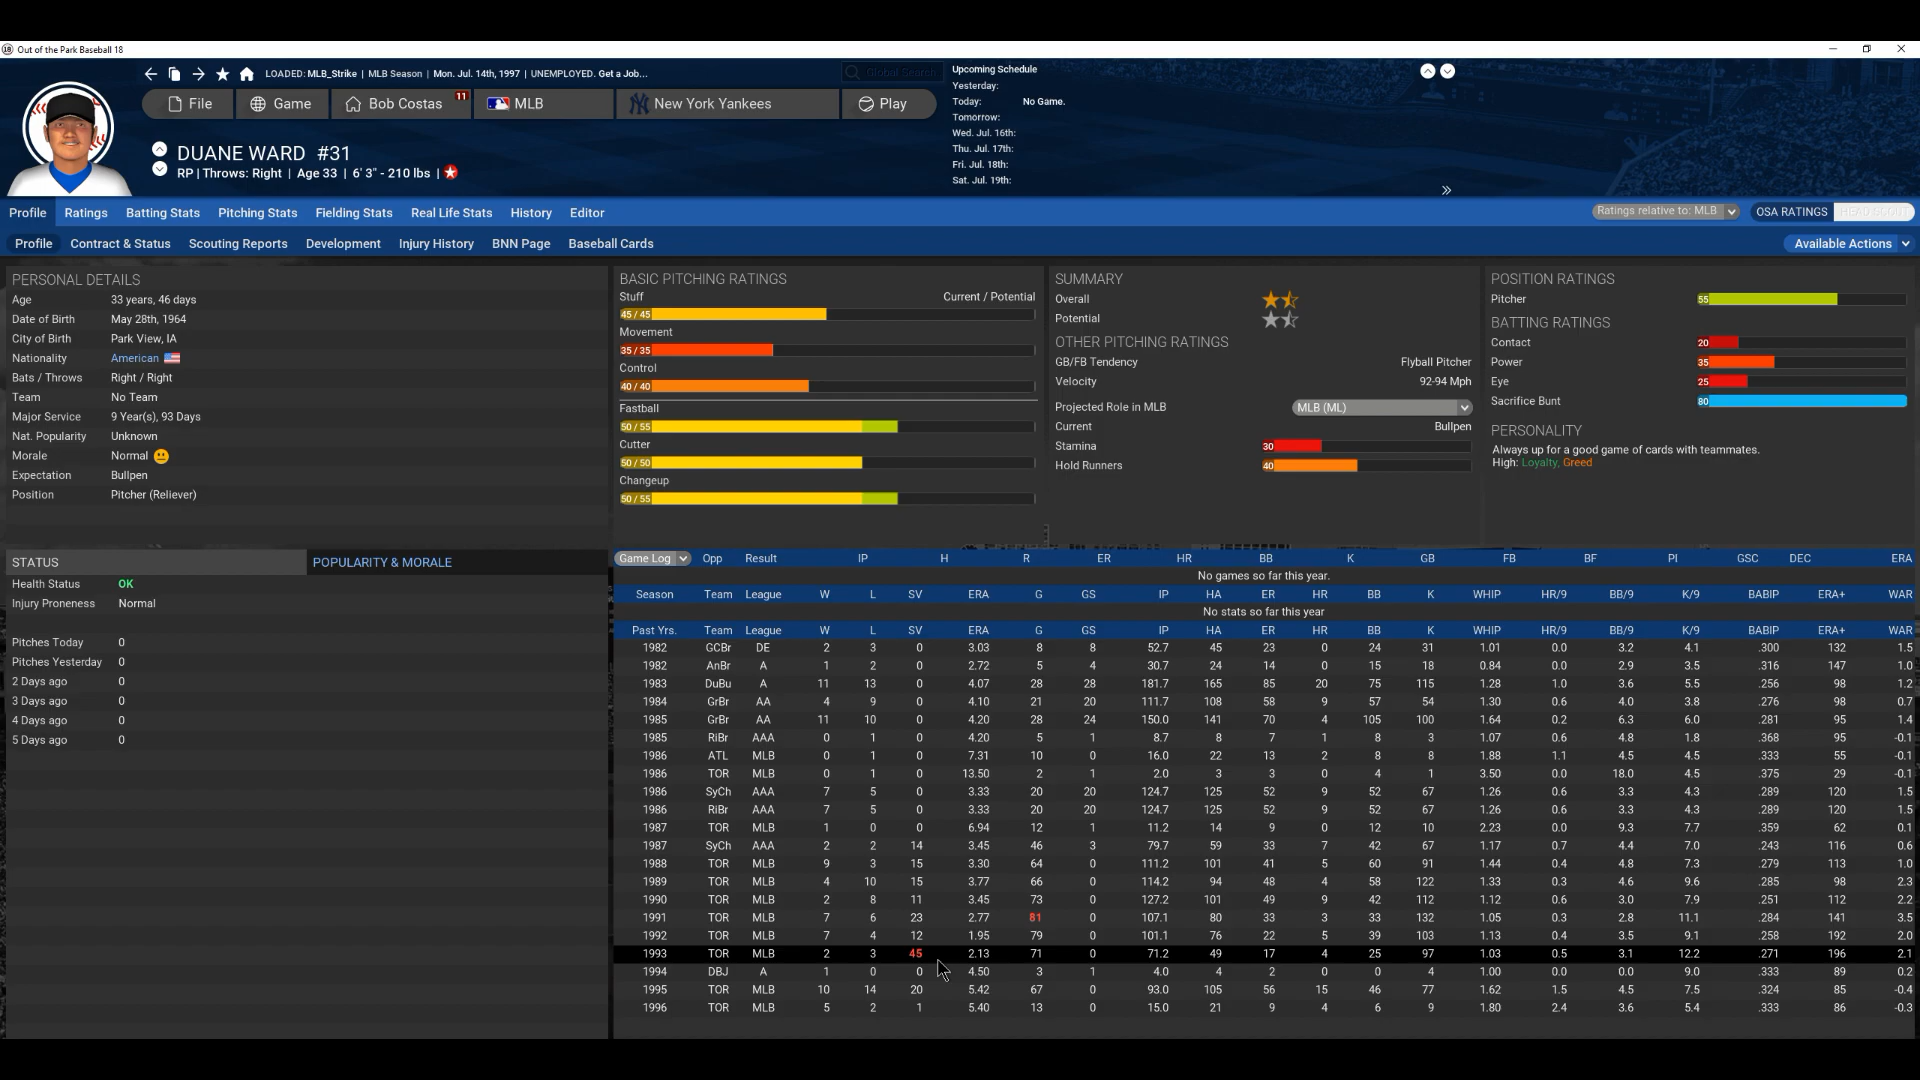 Out of the Park Baseball 18
LOADED: MLB_Strike | MLB Season | Mon. Jul. 14th, 1997 | UNEMPLOYED. Get a Job...
Global Search
File Game Bob Costas 11 MLB New York Yankees Play
Upcoming Schedule
Yesterday:
Today: No Game.
Tomorrow:
Wed. Jul. 16th:
Thu. Jul. 17th:
Fri. Jul. 18th:
Sat. Jul. 19th:
DUANE WARD #31
RP | Throws: Right | Age 33 | 6' 3" - 210 lbs |
Profile Ratings Batting Stats Pitching Stats Fielding Stats Real Life Stats History Editor Ratings relative to: MLB OSA RATINGS HEAD SCOUT
Profile Contract & Status Scouting Reports Development Injury History BNN Page Baseball Cards Available Actions
PERSONAL DETAILS
Age 33 years, 46 days
Date of Birth May 28th, 1964
City of Birth Park View, IA
Nationality American
Bats / Throws Right / Right
Team No Team
Major Service 9 Year(s), 93 Days
Nat. Popularity Unknown
Morale Normal
Expectation Bullpen
Position Pitcher (Reliever)
BASIC PITCHING RATINGS
Stuff Current / Potential
45 / 45
Movement
35 / 35
Control
40 / 40
Fastball
50 / 55
Cutter
50 / 50
Changeup
50 / 55
SUMMARY
Overall
Potential
OTHER PITCHING RATINGS
GB/FB Tendency Flyball Pitcher
Velocity 92-94 Mph
Projected Role in MLB MLB (ML)
Current Bullpen
Stamina 30
Hold Runners 40
POSITION RATINGS
Pitcher 55
BATTING RATINGS
Contact 20
Power 35
Eye 25
Sacrifice Bunt 80
PERSONALITY
Always up for a good game of cards with teammates.
High: Loyalty, Greed
STATUS POPULARITY & MORALE
Health Status OK
Injury Proneness Normal
Pitches Today 0
Pitches Yesterday 0
2 Days ago 0
3 Days ago 0
4 Days ago 0
5 Days ago 0
Game Log Opp Result IP H R ER HR BB K GB FB BF PI GSC DEC ERA
No games so far this year.
Season Team League W L SV ERA G GS IP HA ER HR BB K WHIP HR/9 BB/9 K/9 BABIP ERA+ WAR
No stats so far this year
Past Yrs. Team League W L SV ERA G GS IP HA ER HR BB K WHIP HR/9 BB/9 K/9 BABIP ERA+ WAR
1982 GCBr DE 2 3 0 3.03 8 8 52.7 45 23 0 24 31 1.01 0.0 3.2 4.1 .300 132 1.5
1982 AnBr A 1 2 0 2.72 5 4 30.7 24 14 0 15 18 0.84 0.0 2.9 3.5 .316 147 1.0
1983 DuBu A 11 13 0 4.07 28 28 181.7 165 85 20 75 115 1.28 1.0 3.6 5.5 .256 98 1.2
1984 GrBr AA 4 9 0 4.10 21 20 111.7 108 58 9 57 54 1.30 0.6 4.0 3.8 .276 98 0.7
1985 GrBr AA 11 10 0 4.20 28 24 150.0 141 70 4 105 100 1.64 0.2 6.3 6.0 .281 95 1.4
1985 RiBr AAA 0 1 0 4.20 5 1 8.7 8 7 1 8 3 1.07 0.6 4.8 1.8 .368 95 -0.1
1986 ATL MLB 0 1 0 7.31 10 0 16.0 22 13 2 8 8 1.88 1.1 4.5 4.5 .333 55 -0.1
1986 TOR MLB 0 1 0 13.50 2 1 2.0 3 3 0 4 1 3.50 0.0 18.0 4.5 .375 29 -0.1
1986 SyCh AAA 7 5 0 3.33 20 20 124.7 125 52 9 52 67 1.26 0.6 3.3 4.3 .289 120 1.5
1986 RiBr AAA 7 5 0 3.33 20 20 124.7 125 52 9 52 67 1.26 0.6 3.3 4.3 .289 120 1.5
1987 TOR MLB 1 0 0 6.94 12 1 11.2 14 9 0 12 10 2.23 0.0 9.3 7.7 .359 62 0.1
1987 SyCh AAA 2 2 14 3.45 46 3 79.7 59 33 7 42 67 1.17 0.7 4.4 7.0 .243 116 0.6
1988 TOR MLB 9 3 15 3.30 64 0 111.2 101 41 5 60 91 1.44 0.4 4.8 7.3 .279 113 1.0
1989 TOR MLB 4 10 15 3.77 66 0 114.2 94 48 4 58 122 1.33 0.3 4.6 9.6 .285 98 2.3
1990 TOR MLB 2 8 11 3.45 73 0 127.2 101 49 9 42 112 1.12 0.6 3.0 7.9 .251 112 2.2
1991 TOR MLB 7 6 23 2.77 81 0 107.1 80 33 3 33 132 1.05 0.3 2.8 11.1 .284 141 3.5
1992 TOR MLB 7 4 12 1.95 79 0 101.1 76 22 5 39 103 1.13 0.4 3.5 9.1 .258 192 2.0
1993 TOR MLB 2 3 45 2.13 71 0 71.2 49 17 4 25 97 1.03 0.5 3.1 12.2 .271 196 2.1
1994 DBJ A 1 0 0 4.50 3 1 4.0 4 2 0 0 4 1.00 0.0 0.0 9.0 .333 89 0.2
1995 TOR MLB 10 14 20 5.42 67 0 93.0 105 56 15 46 77 1.62 1.5 4.5 7.5 .324 85 -0.4
1996 TOR MLB 5 2 1 5.40 13 0 15.0 21 9 4 6 9 1.80 2.4 3.6 5.4 .333 86 -0.3